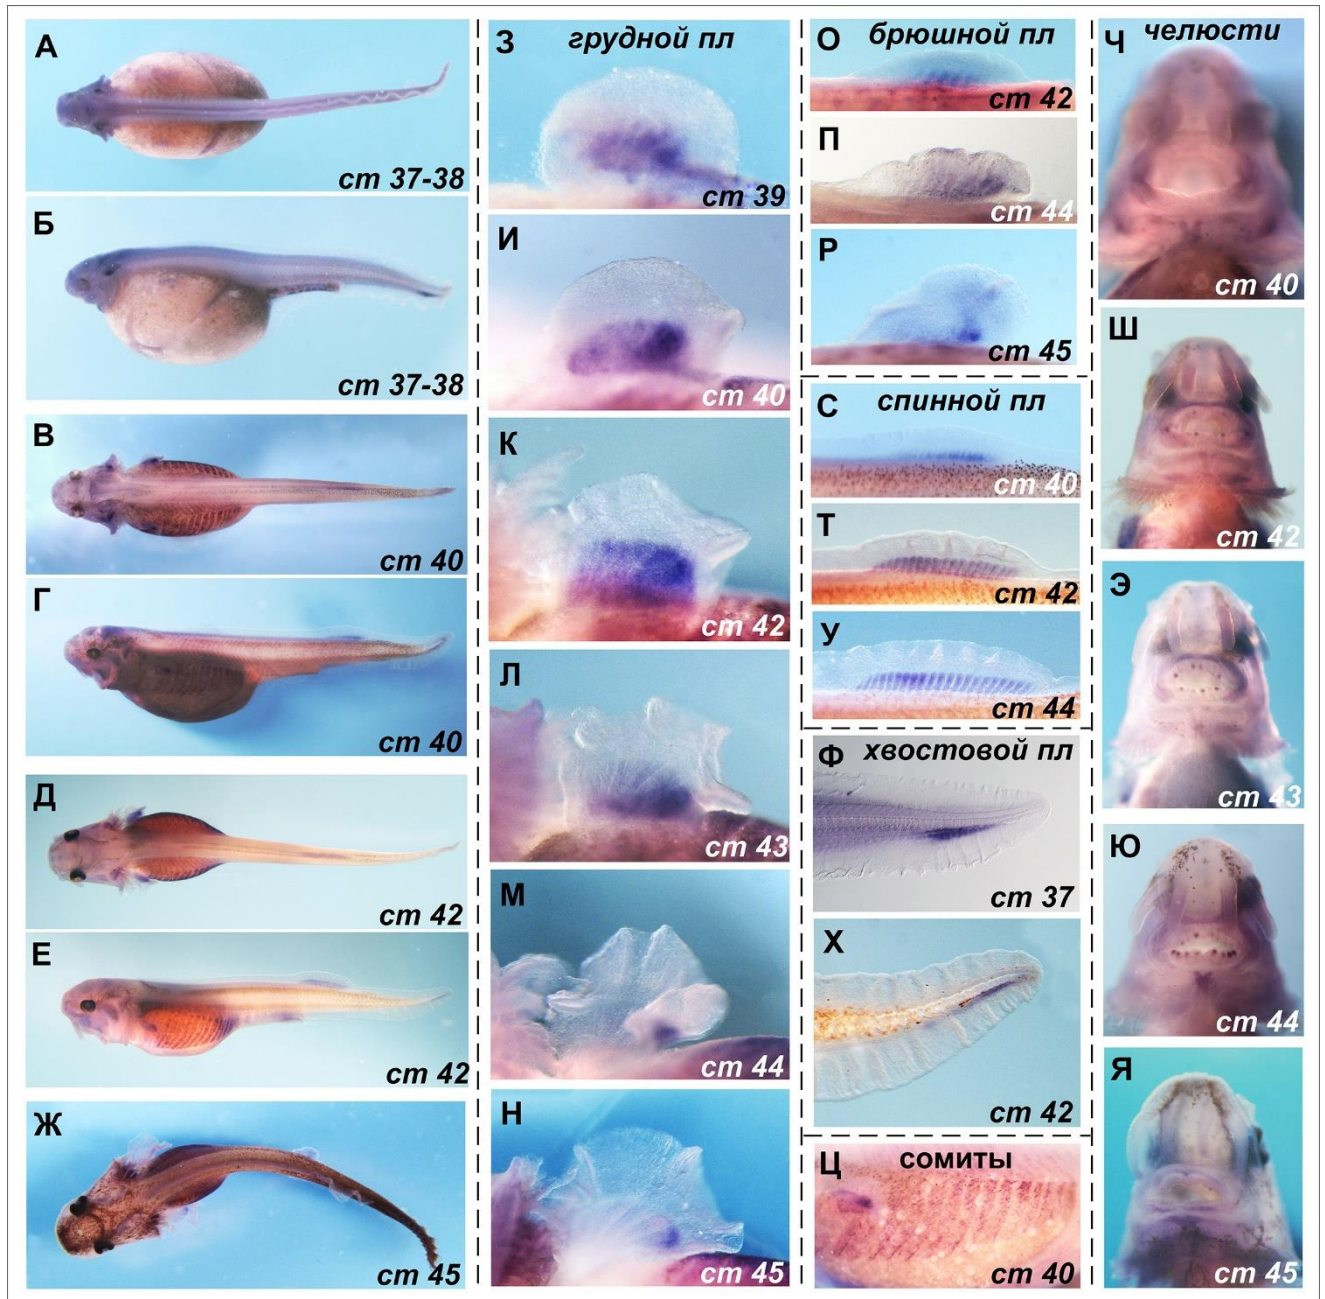 А
ст 37-38
Б
ст 37-38
В
ст 40
Г
ст 40
Д
ст 42
Е
ст 42
Ж
ст 45
З грудной пл
ст 39
И
ст 40
К
ст 42
Л
ст 43
М
ст 44
Н
ст 45
О брюшной пл
ст 42
П
ст 44
Р
ст 45
С спинной пл
ст 40
Т
ст 42
У
ст 44
Ф хвостовой пл
ст 37
Х
ст 42
Ц сомиты
ст 40
Ч челюсти
ст 40
Ш
ст 42
Э
ст 43
Ю
ст 44
Я
ст 45